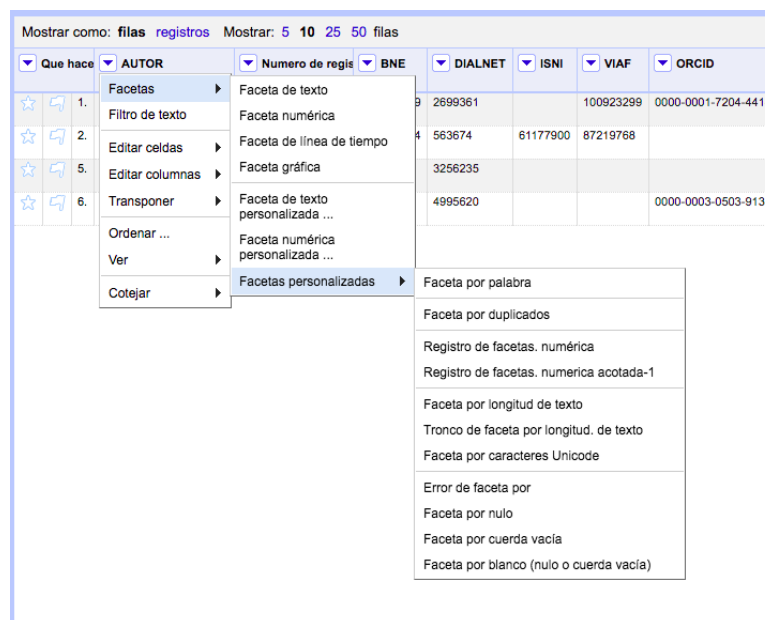 Mostrar como: filas registros Mostrar: 5 10 25 50 filas
Que hace AUTOR Numero de regis BNE DIALNET ISNI VIAF ORCID
1. 9 2699361 100923299 0000-0001-7204-441
2. 4 563674 61177900 87219768
5. 3256235
6. 4995620 0000-0003-0503-913
Facetas
Filtro de texto
Editar celdas
Editar columnas
Transponer
Ordenar ...
Ver
Cotejar
Faceta de texto
Faceta numérica
Faceta de línea de tiempo
Faceta gráfica
Faceta de texto
personalizada ...
Faceta numérica
personalizada ...
Facetas personalizadas
Faceta por palabra
Faceta por duplicados
Registro de facetas. numérica
Registro de facetas. numerica acotada-1
Faceta por longitud de texto
Tronco de faceta por longitud. de texto
Faceta por caracteres Unicode
Error de faceta por
Faceta por nulo
Faceta por cuerda vacía
Faceta por blanco (nulo o cuerda vacía)